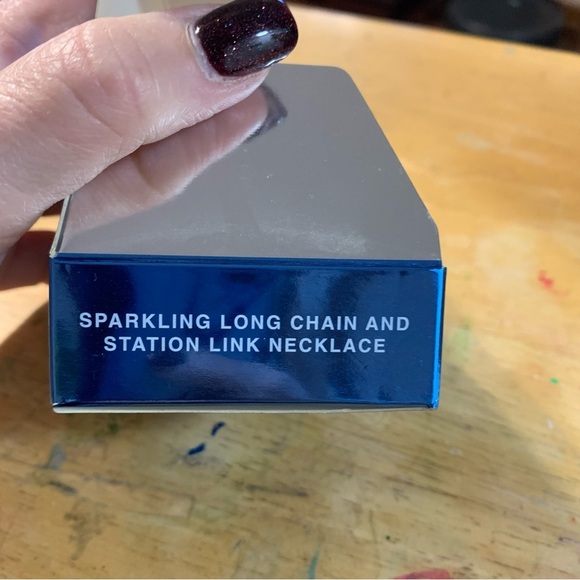 SPARKLING LONG CHAIN AND
STATION LINK NECKLACE